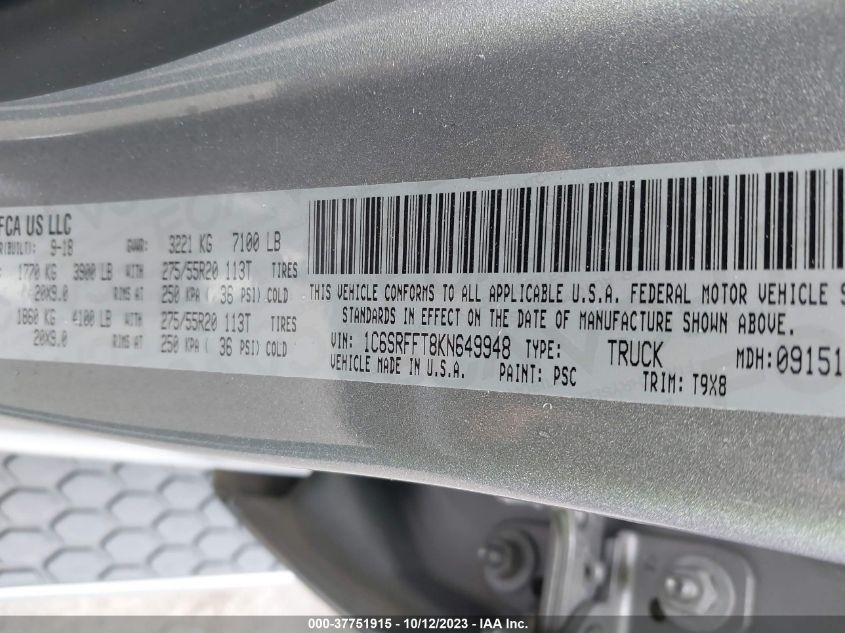 FCA US LLC
(BUILT): 9-18 GVWR: 3221 KG 7100 LB
1770 KG 3900 LB WITH 275/55R20 113T TIRES
20X9.0 RIMS AT 250 KPA ( 36 PSI) COLD
1860 KG 4100 LB WITH 275/55R20 113T TIRES
20X9.0 RIMS AT 250 KPA ( 36 PSI) COLD
THIS VEHICLE CONFORMS TO ALL APPLICABLE U.S.A. FEDERAL MOTOR VEHICLE S
STANDARDS IN EFFECT ON THE DATE OF MANUFACTURE SHOWN ABOVE.
VIN: 1C6SRFFT8KN649948 TYPE: TRUCK MDH: 09151
VEHICLE MADE IN U.S.A. PAINT: PSC TRIM: T9X8
000-37751915 - 10/12/2023 - IAA Inc.